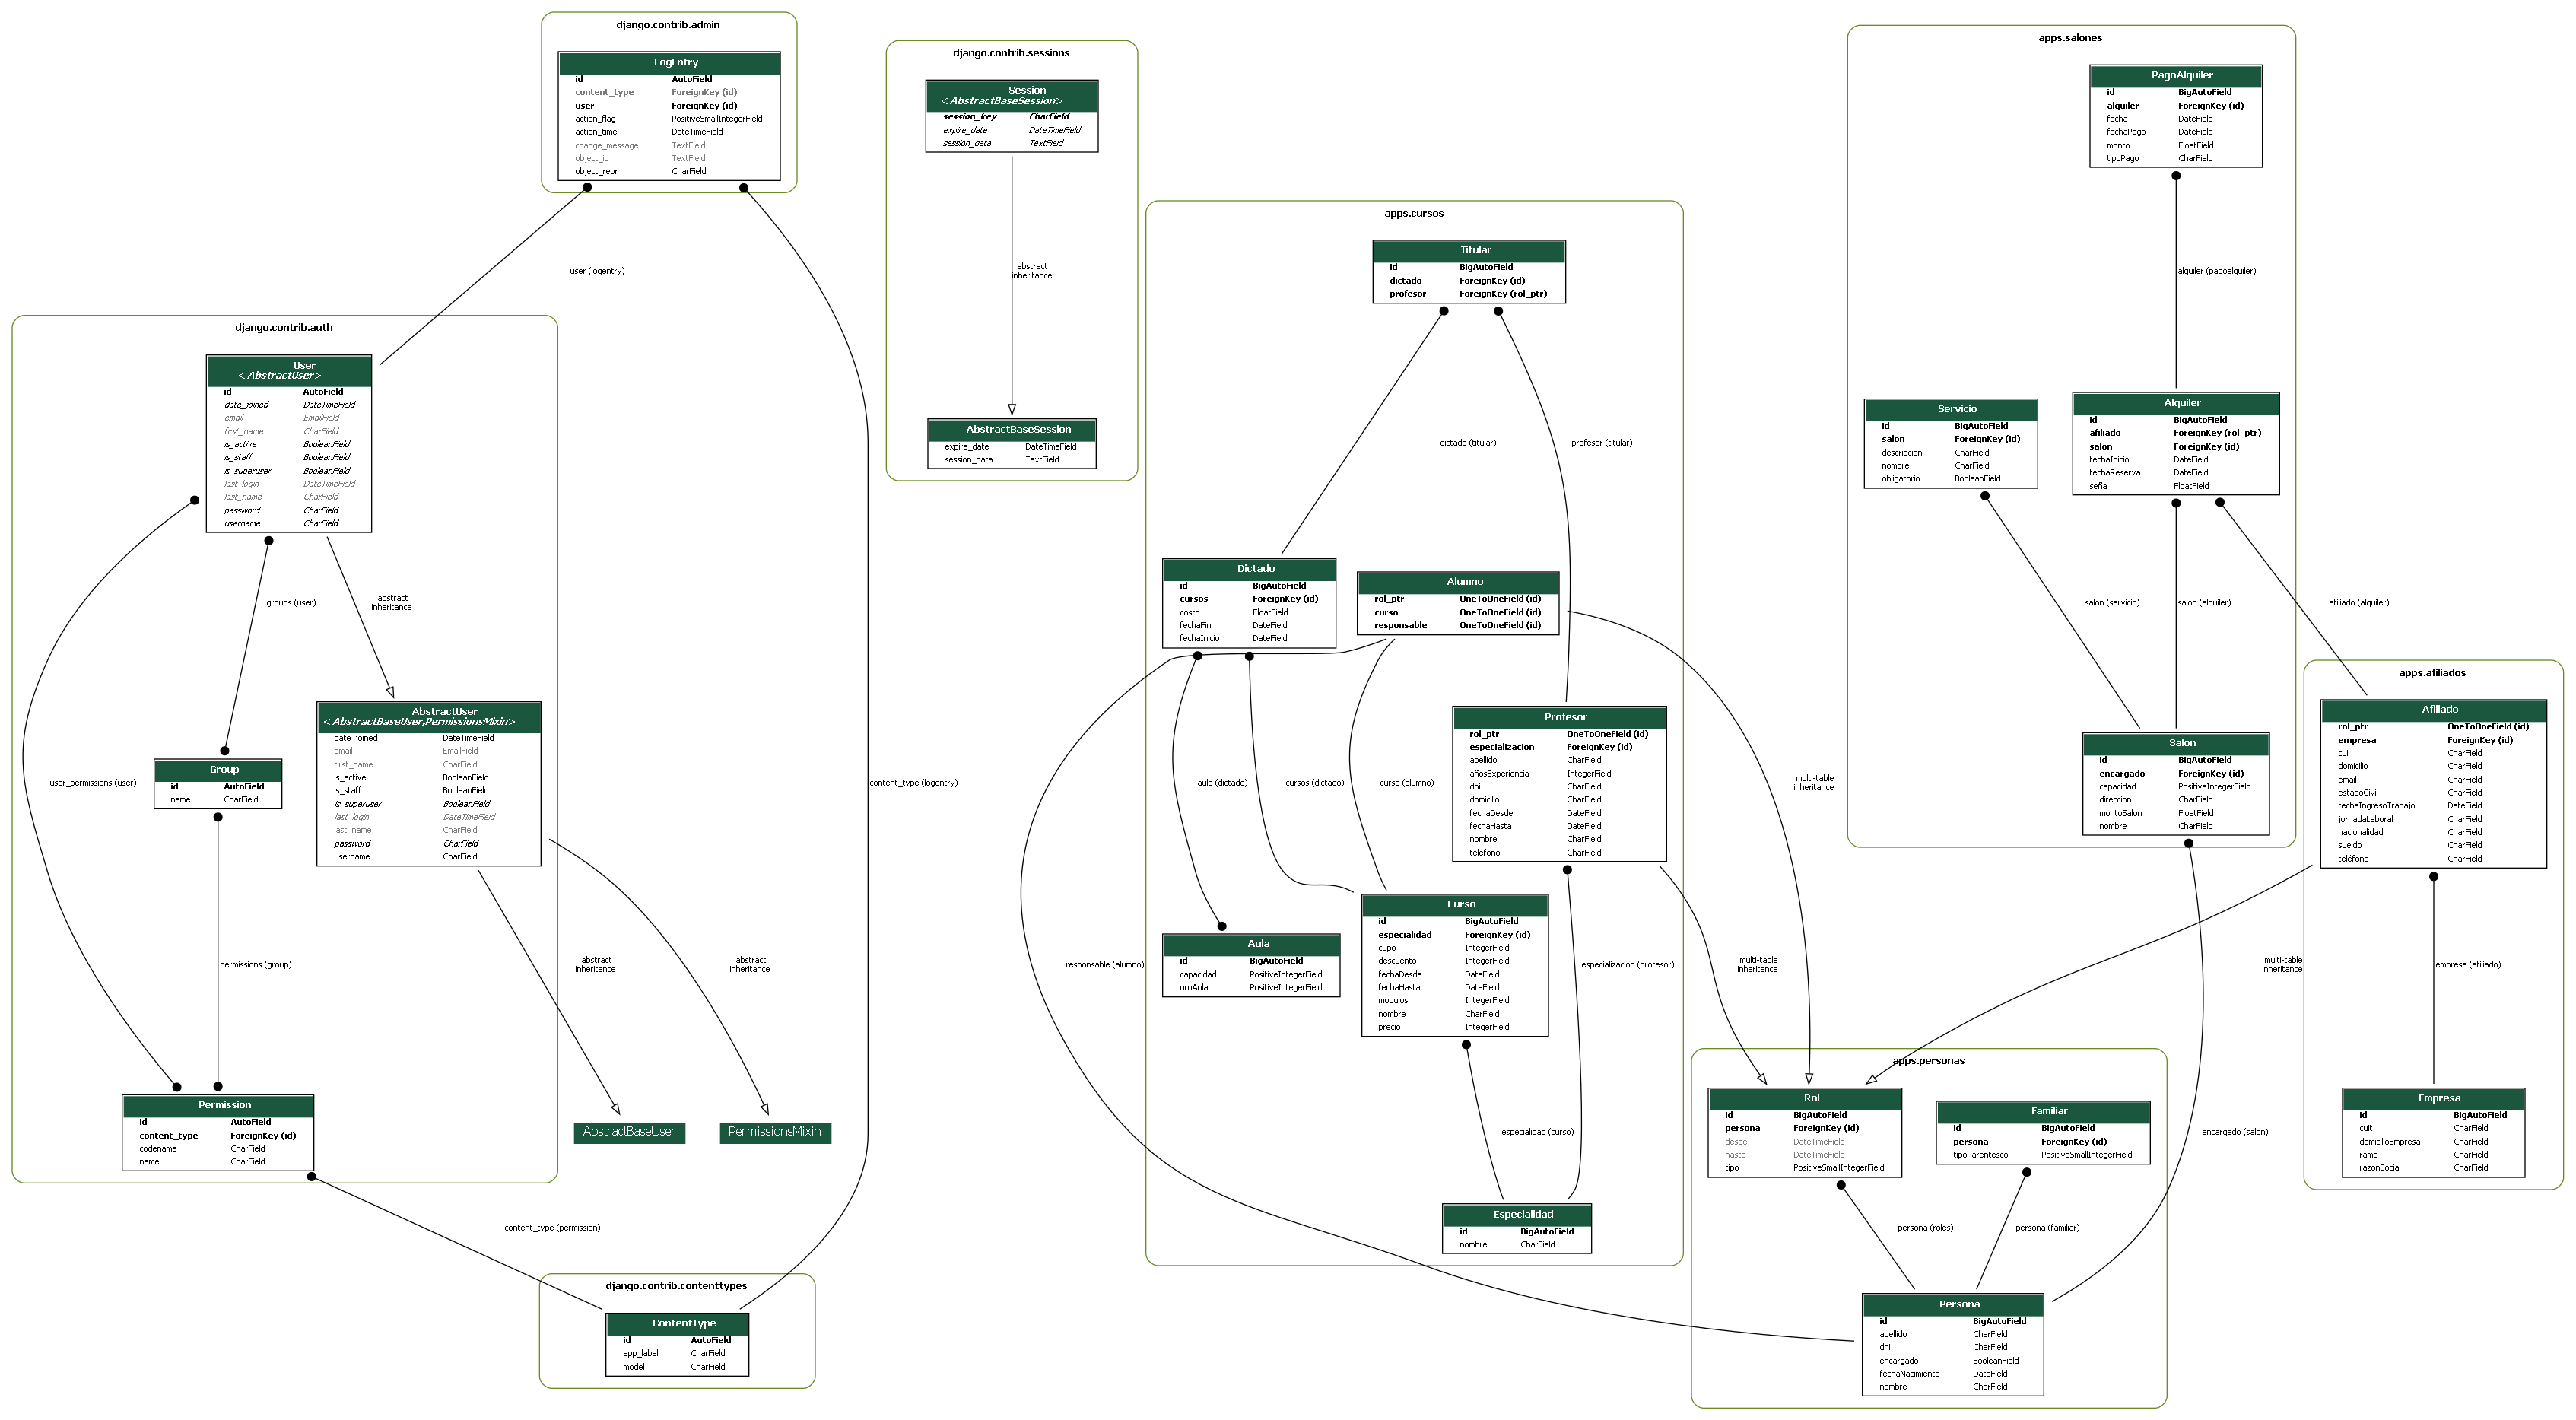 django.contrib.admin
LogEntry
id AutoField
content_type ForeignKey (id)
user ForeignKey (id)
action_flag PositiveSmallIntegerField
action_time DateTimeField
change_message TextField
object_id TextField
object_repr CharField
user (logentry)
content_type (logentry)
django.contrib.auth
User
<AbstractUser>
id AutoField
date_joined DateTimeField
email EmailField
first_name CharField
is_active BooleanField
is_staff BooleanField
is_superuser BooleanField
last_login DateTimeField
last_name CharField
password CharField
username CharField
groups (user)
abstract
inheritance
user_permissions (user)
AbstractUser
<AbstractBaseUser,PermissionsMixin>
date_joined DateTimeField
email EmailField
first_name CharField
is_active BooleanField
is_staff BooleanField
is_superuser BooleanField
last_login DateTimeField
last_name CharField
password CharField
username CharField
Group
id AutoField
name CharField
permissions (group)
abstract
inheritance
abstract
inheritance
Permission
id AutoField
content_type ForeignKey (id)
codename CharField
name CharField
AbstractBaseUser
PermissionsMixin
content_type (permission)
django.contrib.contenttypes
ContentType
id AutoField
app_label CharField
model CharField
django.contrib.sessions
Session
<AbstractBaseSession>
session_key CharField
expire_date DateTimeField
session_data TextField
abstract
inheritance
AbstractBaseSession
expire_date DateTimeField
session_data TextField
apps.cursos
Titular
id BigAutoField
dictado ForeignKey (id)
profesor ForeignKey (rol_ptr)
dictado (titular)
profesor (titular)
Dictado
id BigAutoField
cursos ForeignKey (id)
costo FloatField
fechaFin DateField
fechaInicio DateField
Alumno
rol_ptr OneToOneField (id)
curso OneToOneField (id)
responsable OneToOneField (id)
Profesor
rol_ptr OneToOneField (id)
especializacion ForeignKey (id)
apellido CharField
añosExperiencia IntegerField
dni CharField
domicilio CharField
fechaDesde DateField
fechaHasta DateField
nombre CharField
telefono CharField
aula (dictado)
cursos (dictado)
curso (alumno)
multi-table
inheritance
Curso
id BigAutoField
especialidad ForeignKey (id)
cupo IntegerField
descuento IntegerField
fechaDesde DateField
fechaHasta DateField
modulos IntegerField
nombre CharField
precio IntegerField
Aula
id BigAutoField
capacidad PositiveIntegerField
nroAula PositiveIntegerField
responsable (alumno)
especializacion (profesor)
multi-table
inheritance
especialidad (curso)
Especialidad
id BigAutoField
nombre CharField
apps.salones
PagoAlquiler
id BigAutoField
alquiler ForeignKey (id)
fecha DateField
fechaPago DateField
monto FloatField
tipoPago CharField
alquiler (pagoalquiler)
Servicio
id BigAutoField
salon ForeignKey (id)
descripcion CharField
nombre CharField
obligatorio BooleanField
Alquiler
id BigAutoField
afiliado ForeignKey (rol_ptr)
salon ForeignKey (id)
fechaInicio DateField
fechaReserva DateField
seña FloatField
salon (servicio)
salon (alquiler)
afiliado (alquiler)
Salon
id BigAutoField
encargado ForeignKey (id)
capacidad PositiveIntegerField
direccion CharField
montoSalon FloatField
nombre CharField
apps.afiliados
Afiliado
rol_ptr OneToOneField (id)
empresa ForeignKey (id)
cuil CharField
domicilio CharField
email CharField
estadoCivil CharField
fechaIngresoTrabajo DateField
jornadaLaboral CharField
nacionalidad CharField
sueldo CharField
teléfono CharField
multi-table
inheritance
empresa (afiliado)
Empresa
id BigAutoField
cuit CharField
domicilioEmpresa CharField
rama CharField
razonSocial CharField
encargado (salon)
apps.personas
Rol
id BigAutoField
persona ForeignKey (id)
desde DateTimeField
hasta DateTimeField
tipo PositiveSmallIntegerField
Familiar
id BigAutoField
persona ForeignKey (id)
tipoParentesco PositiveSmallIntegerField
persona (roles)
persona (familiar)
Persona
id BigAutoField
apellido CharField
dni CharField
encargado BooleanField
fechaNacimiento DateField
nombre CharField